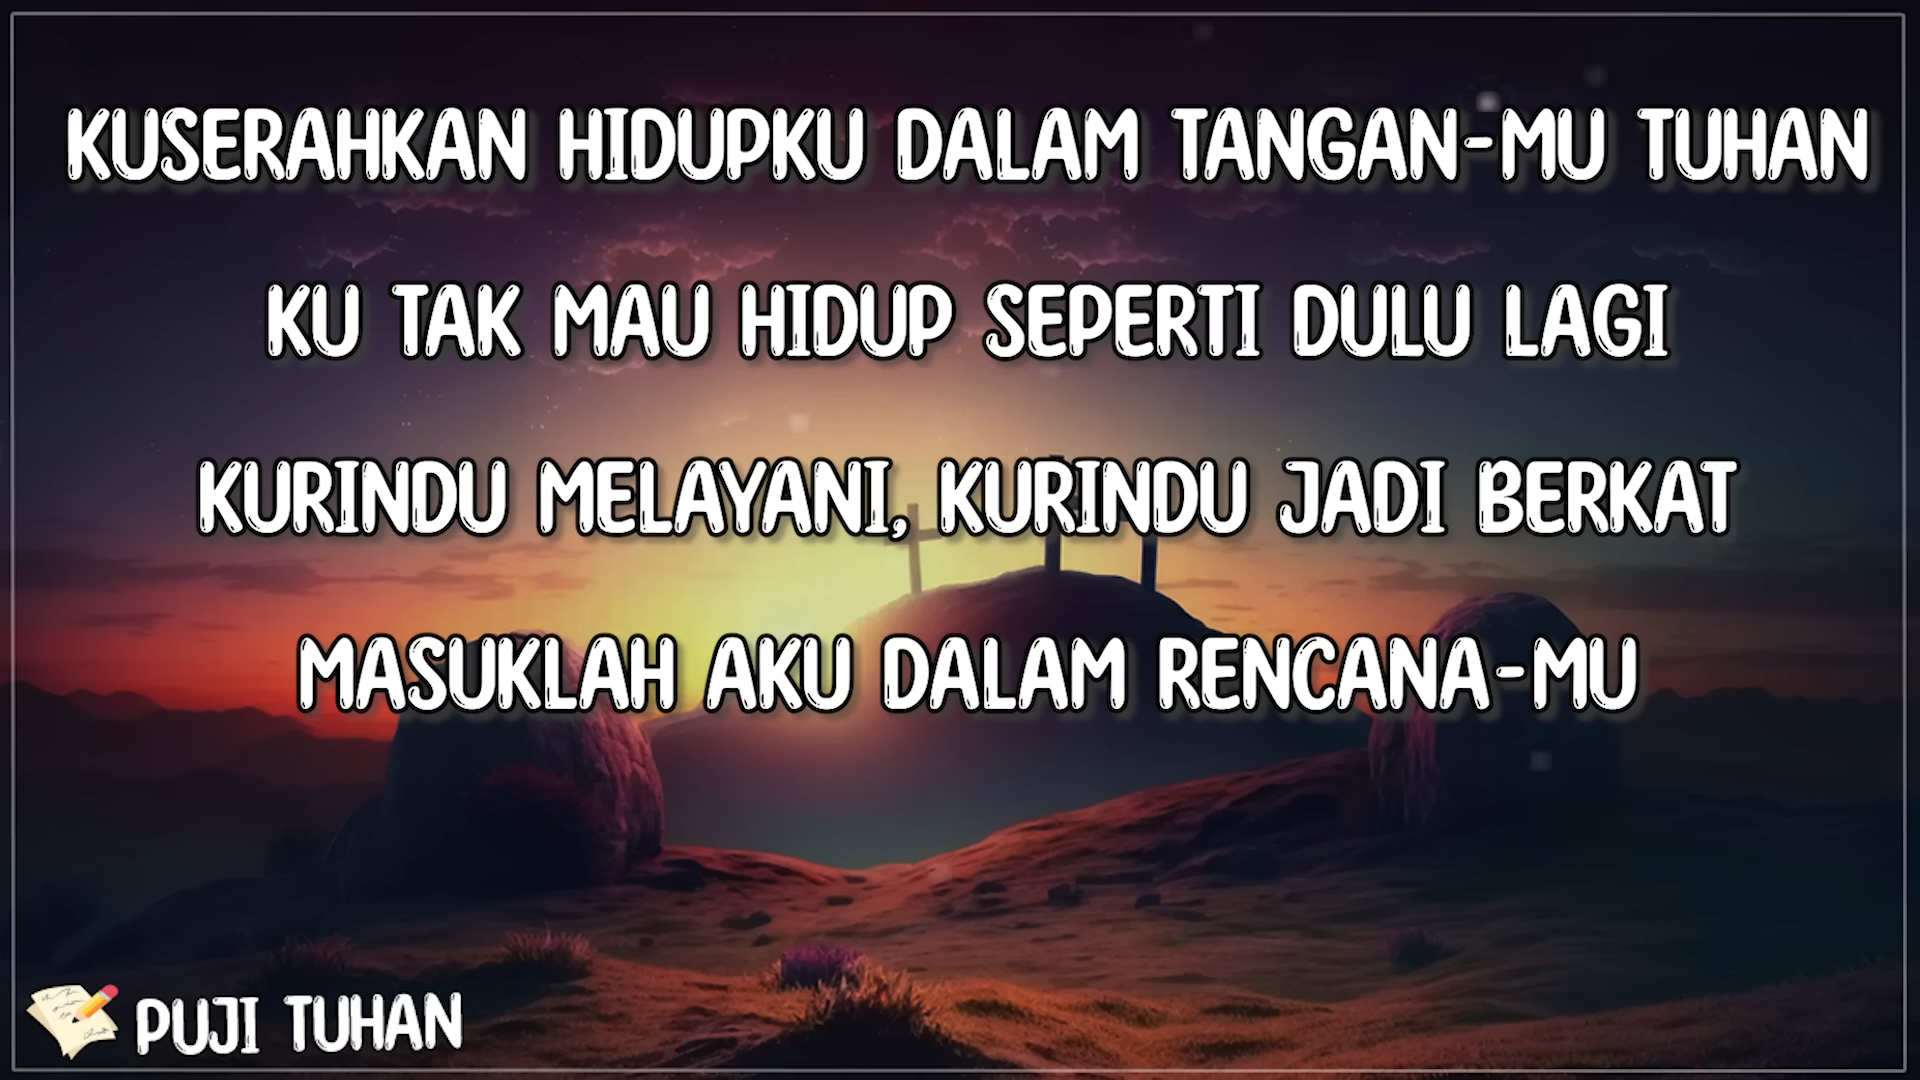 KUSERAHKAN HIDUPKU DALAM TANGAN-MU TUHAN
KU TAK MAU HIDUP SEPERTI DULU LAGI
KURINDU MELAYANI, KURINDU JADI BERKAT
MASUKLAH AKU DALAM RENCANA-MU
PUJI TUHAN